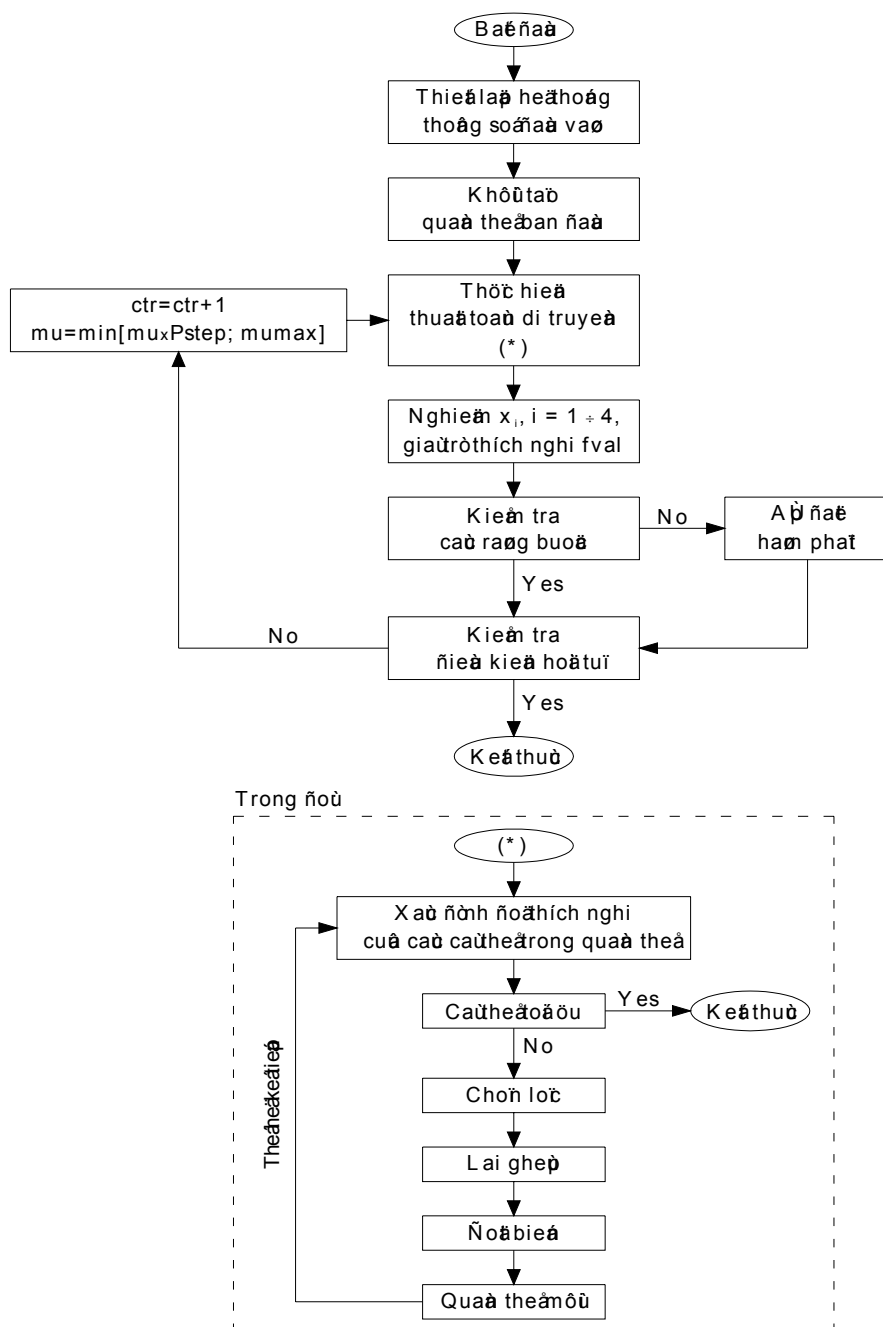 Baét ñaàu
Thieát laäp heä thoáng
thoâng soá ñaàu vaøo
Khôûi taïo
quaàn theå ban ñaàu
ctr=ctr+1
mu=min[muxPstep; mumax]
Thöïc hieän
thuaät toaùn di truyeàn
(*)
Nghieäm xᵢ, i = 1 ÷ 4,
giaù trò thích nghi fval
Kieåm tra
caùc raøng buoäc
No
AÙp ñaët
haøm phaït
Yes
No
Kieåm tra
ñieàu kieän hoäi tuï
Yes
Keát thuùc
Trong ñoù
(*)
Xaùc ñònh ñoä thích nghi
cuûa caùc caù theå trong quaàn theå
Caù theå toái öu
Yes
Keát thuùc
No
Theá heä keá tieáp
Choïn loïc
Lai gheùp
Ñoät bieán
Quaàn theå môùi